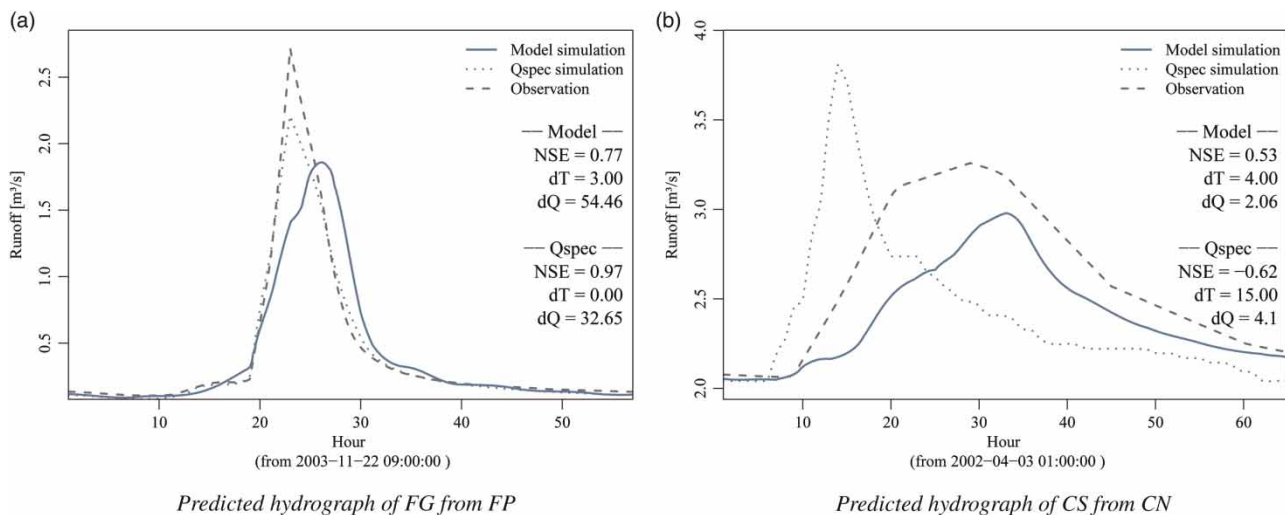 (a)
Runoff [m³/s]
0.5
1.0
1.5
2.0
2.5
Model simulation
Qspec simulation
Observation
— Model —
NSE = 0.77
dT = 3.00
dQ = 54.46
— Qspec —
NSE = 0.97
dT = 0.00
dQ = 32.65
10 20 30 40 50
Hour
(from 2003−11−22 09:00:00 )
Predicted hydrograph of FG from FP
(b)
Runoff [m³/s]
2.0
2.5
3.0
3.5
4.0
Model simulation
Qspec simulation
Observation
— Model —
NSE = 0.53
dT = 4.00
dQ = 2.06
— Qspec —
NSE = −0.62
dT = 15.00
dQ = 4.1
10 20 30 40 50 60
Hour
(from 2002−04−03 01:00:00 )
Predicted hydrograph of CS from CN